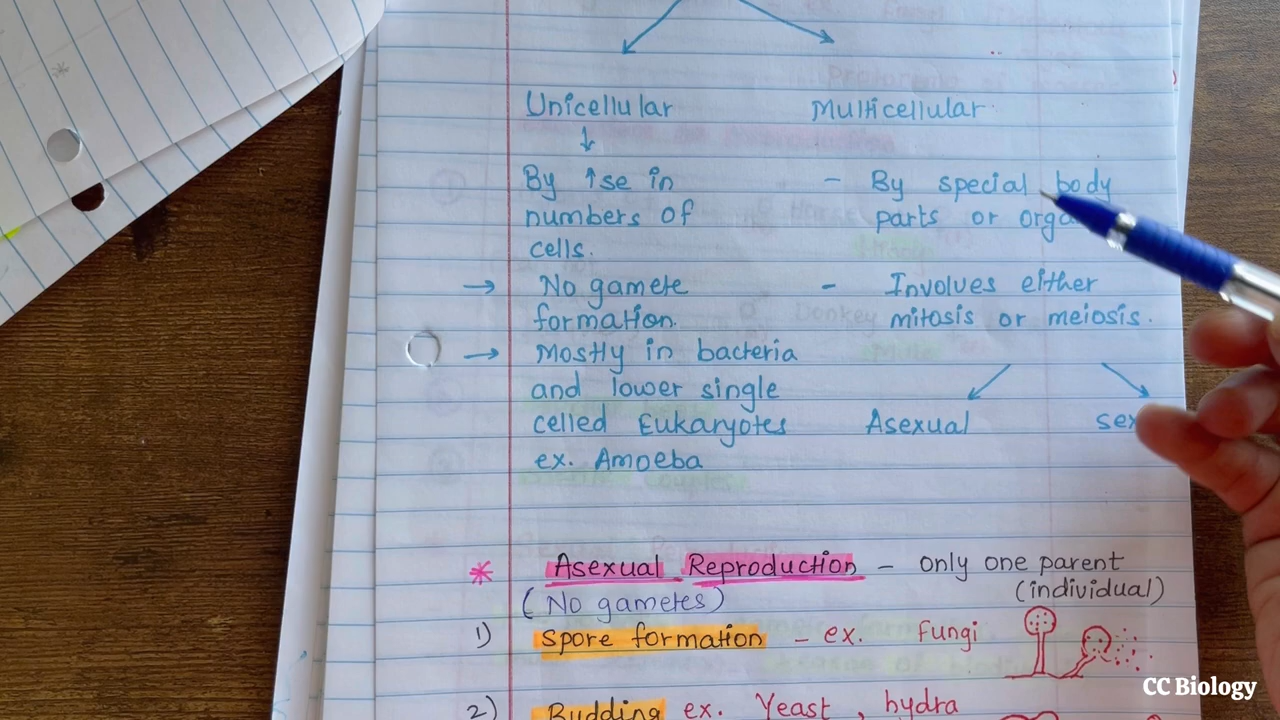 Unicellular
Multicellular
↓
By ↑se in
numbers of
cells.
→ No gamete
formation.
→ Mostly in bacteria
and lower single
celled Eukaryotes
ex. Amoeba
- By special body
parts or
- Involves either
mitosis or meiosis.
Asexual
* Asexual Reproduction - only one parent
(individual)
(No gametes)
1) Spore formation - ex. Fungi
2) Budding ex. Yeast, hydra
CC Biology